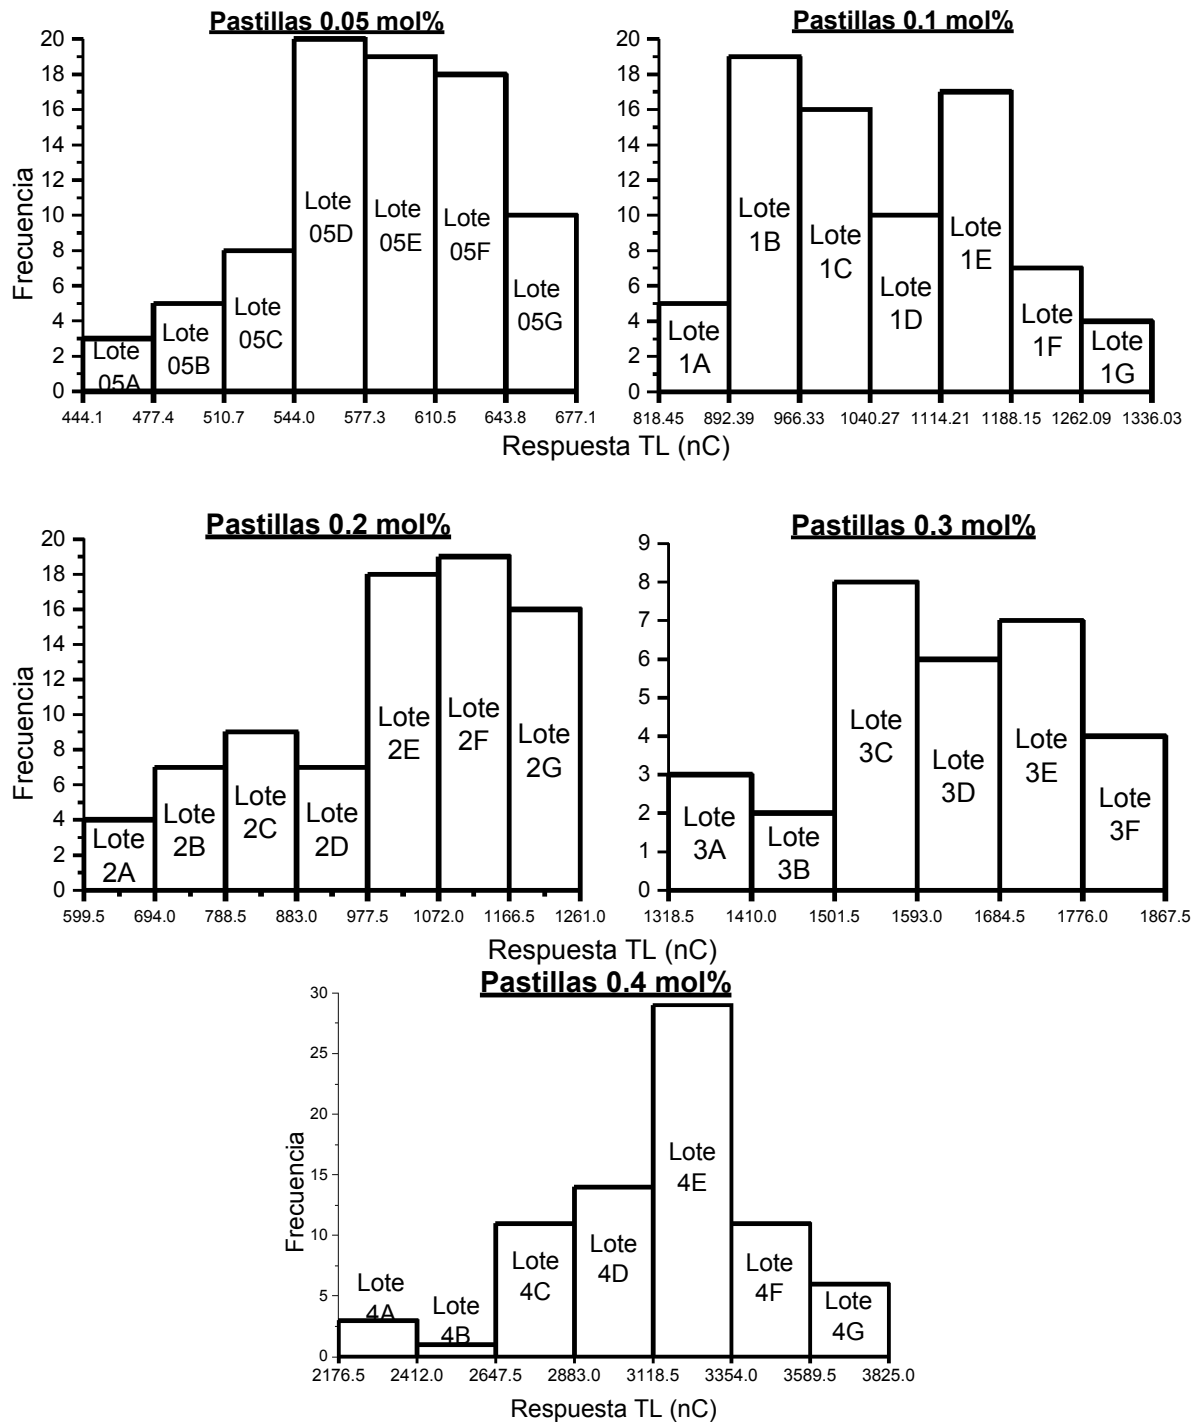 Pastillas 0.05 mol%
Frecuencia
20
18
16
14
12
10
8
6
4
2
0
Lote
05A
Lote
05B
Lote
05C
Lote
05D
Lote
05E
Lote
05F
Lote
05G
444.1 477.4 510.7 544.0 577.3 610.5 643.8 677.1
Pastillas 0.1 mol%
20
18
16
14
12
10
8
6
4
2
0
Lote
1A
Lote
1B
Lote
1C
Lote
1D
Lote
1E
Lote
1F
Lote
1G
818.45 892.39 966.33 1040.27 1114.21 1188.15 1262.09 1336.03
Respuesta TL (nC)
Pastillas 0.2 mol%
Frecuencia
20
18
16
14
12
10
8
6
4
2
0
Lote
2A
Lote
2B
Lote
2C
Lote
2D
Lote
2E
Lote
2F
Lote
2G
599.5 694.0 788.5 883.0 977.5 1072.0 1166.5 1261.0
Pastillas 0.3 mol%
9
8
7
6
5
4
3
2
1
0
Lote
3A
Lote
3B
Lote
3C
Lote
3D
Lote
3E
Lote
3F
1318.5 1410.0 1501.5 1593.0 1684.5 1776.0 1867.5
Respuesta TL (nC)
Pastillas 0.4 mol%
Frecuencia
30
25
20
15
10
5
0
Lote
4A
Lote
4B
Lote
4C
Lote
4D
Lote
4E
Lote
4F
Lote
4G
2176.5 2412.0 2647.5 2883.0 3118.5 3354.0 3589.5 3825.0
Respuesta TL (nC)